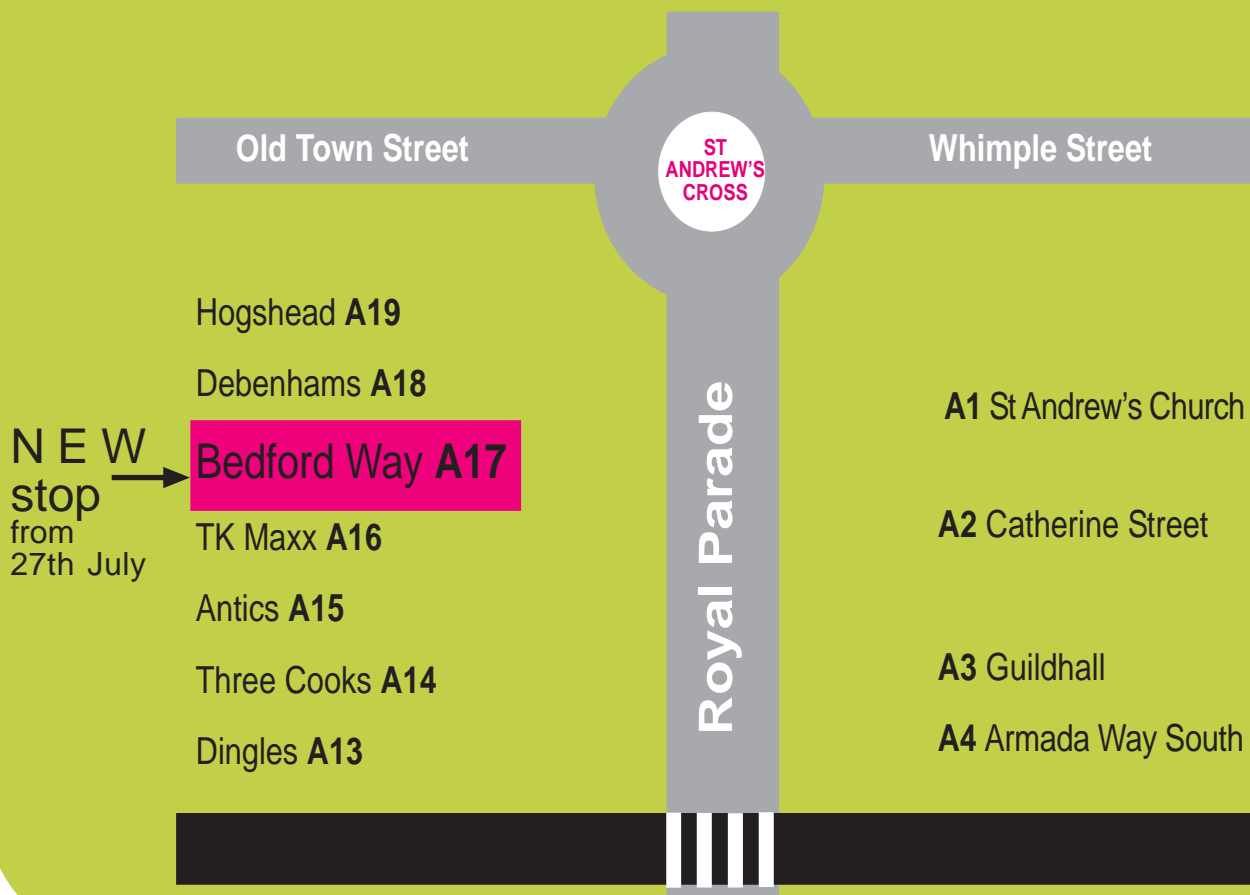 Old Town Street
ST
ANDREW'S
CROSS
Whimple Street
Hogshead A19
Debenhams A18
NEW
stop
from
27th July
Bedford Way A17
TK Maxx A16
Antics A15
Three Cooks A14
Dingles A13
Royal Parade
A1 St Andrew's Church
A2 Catherine Street
A3 Guildhall
A4 Armada Way South